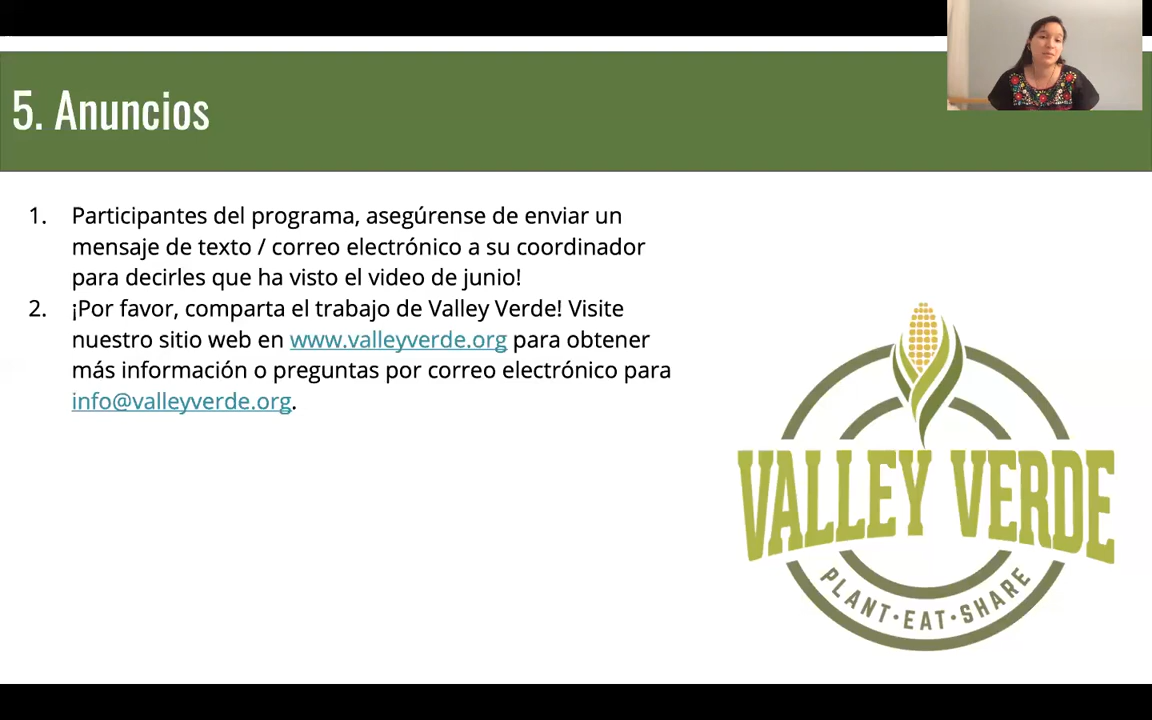 5. Anuncios
1. Participantes del programa, asegúrense de enviar un
mensaje de texto / correo electrónico a su coordinador
para decirles que ha visto el video de junio!
2. ¡Por favor, comparta el trabajo de Valley Verde! Visite
nuestro sitio web en www.valleyverde.org para obtener
más información o preguntas por correo electrónico para
info@valleyverde.org.
VALLEY VERDE
PLANT·EAT·SHARE